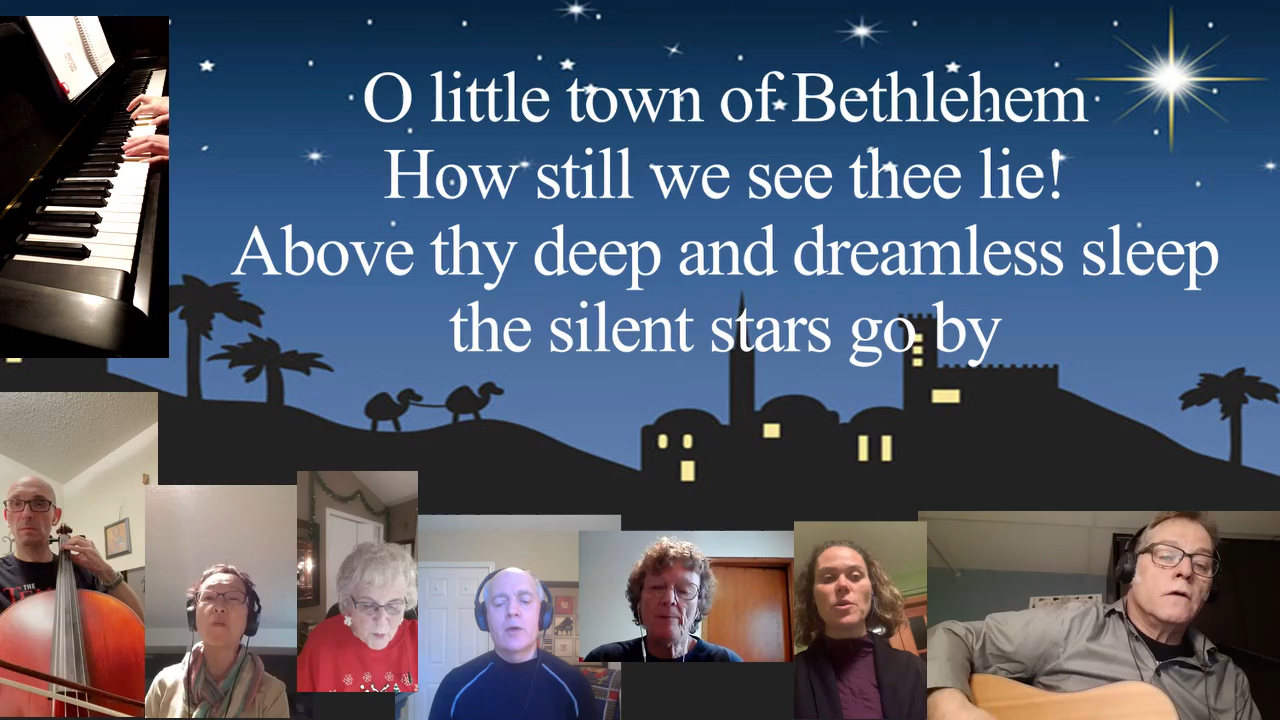 O little town of Bethlehem
How still we see thee lie!
Above thy deep and dreamless sleep
the silent stars go by
THE